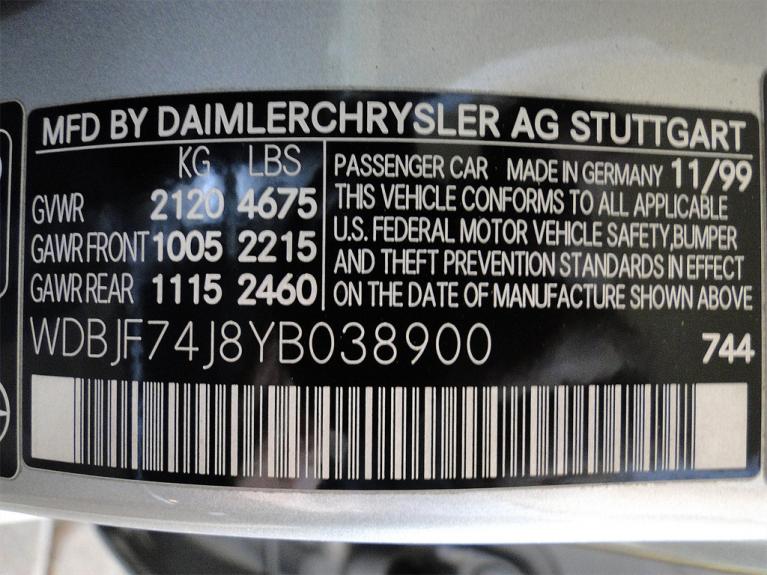 MFD BY DAIMLERCHRYSLER AG STUTTGART
KG LBS
GVWR 2120 4675
GAWR FRONT 1005 2215
GAWR REAR 1115 2460
PASSENGER CAR MADE IN GERMANY 11/99
THIS VEHICLE CONFORMS TO ALL APPLICABLE
U.S. FEDERAL MOTOR VEHICLE SAFETY,BUMPER
AND THEFT PREVENTION STANDARDS IN EFFECT
ON THE DATE OF MANUFACTURE SHOWN ABOVE
WDBJF74J8YB038900 744